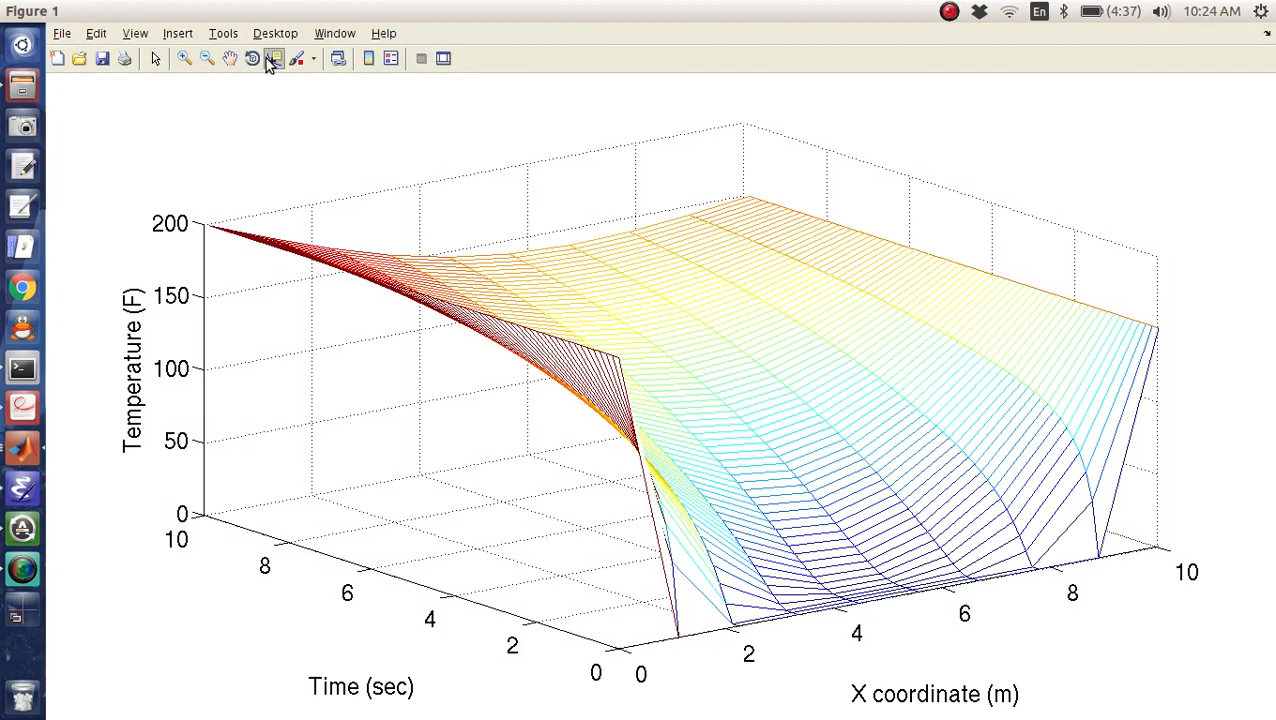 Figure 1
En
(4:37)
10:24 AM
File Edit View Insert Tools Desktop Window Help
200
150
100
50
0
Temperature (F)
10
8
6
4
2
0
Time (sec)
0
2
4
6
8
10
X coordinate (m)